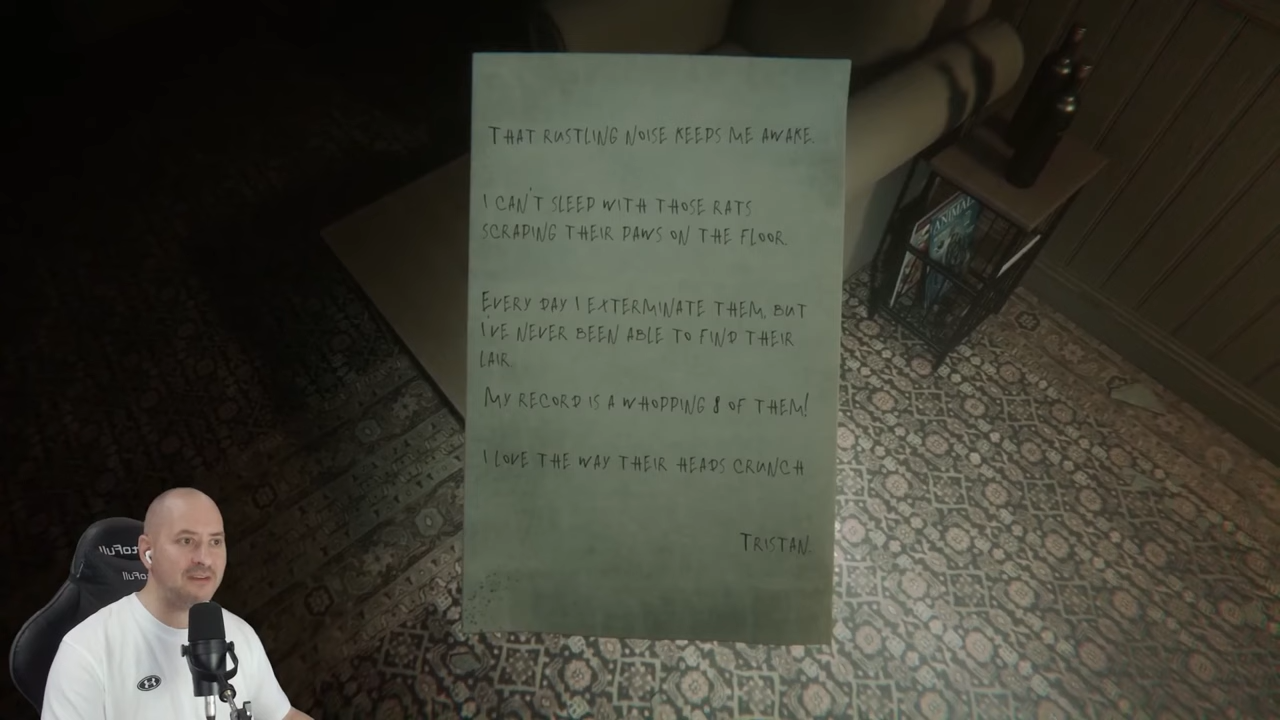 THAT RUSTLING NOISE KEEPS ME AWAKE.
I CAN'T SLEEP WITH THOSE RATS
SCRAPING THEIR PAWS ON THE FLOOR.
EVERY DAY I EXTERMINATE THEM, BUT
I'VE NEVER BEEN ABLE TO FIND THEIR
LAIR.
MY RECORD IS A WHOPPING 8 OF THEM!
I LOVE THE WAY THEIR HEADS CRUNCH
TRISTAN.
ANIMAL